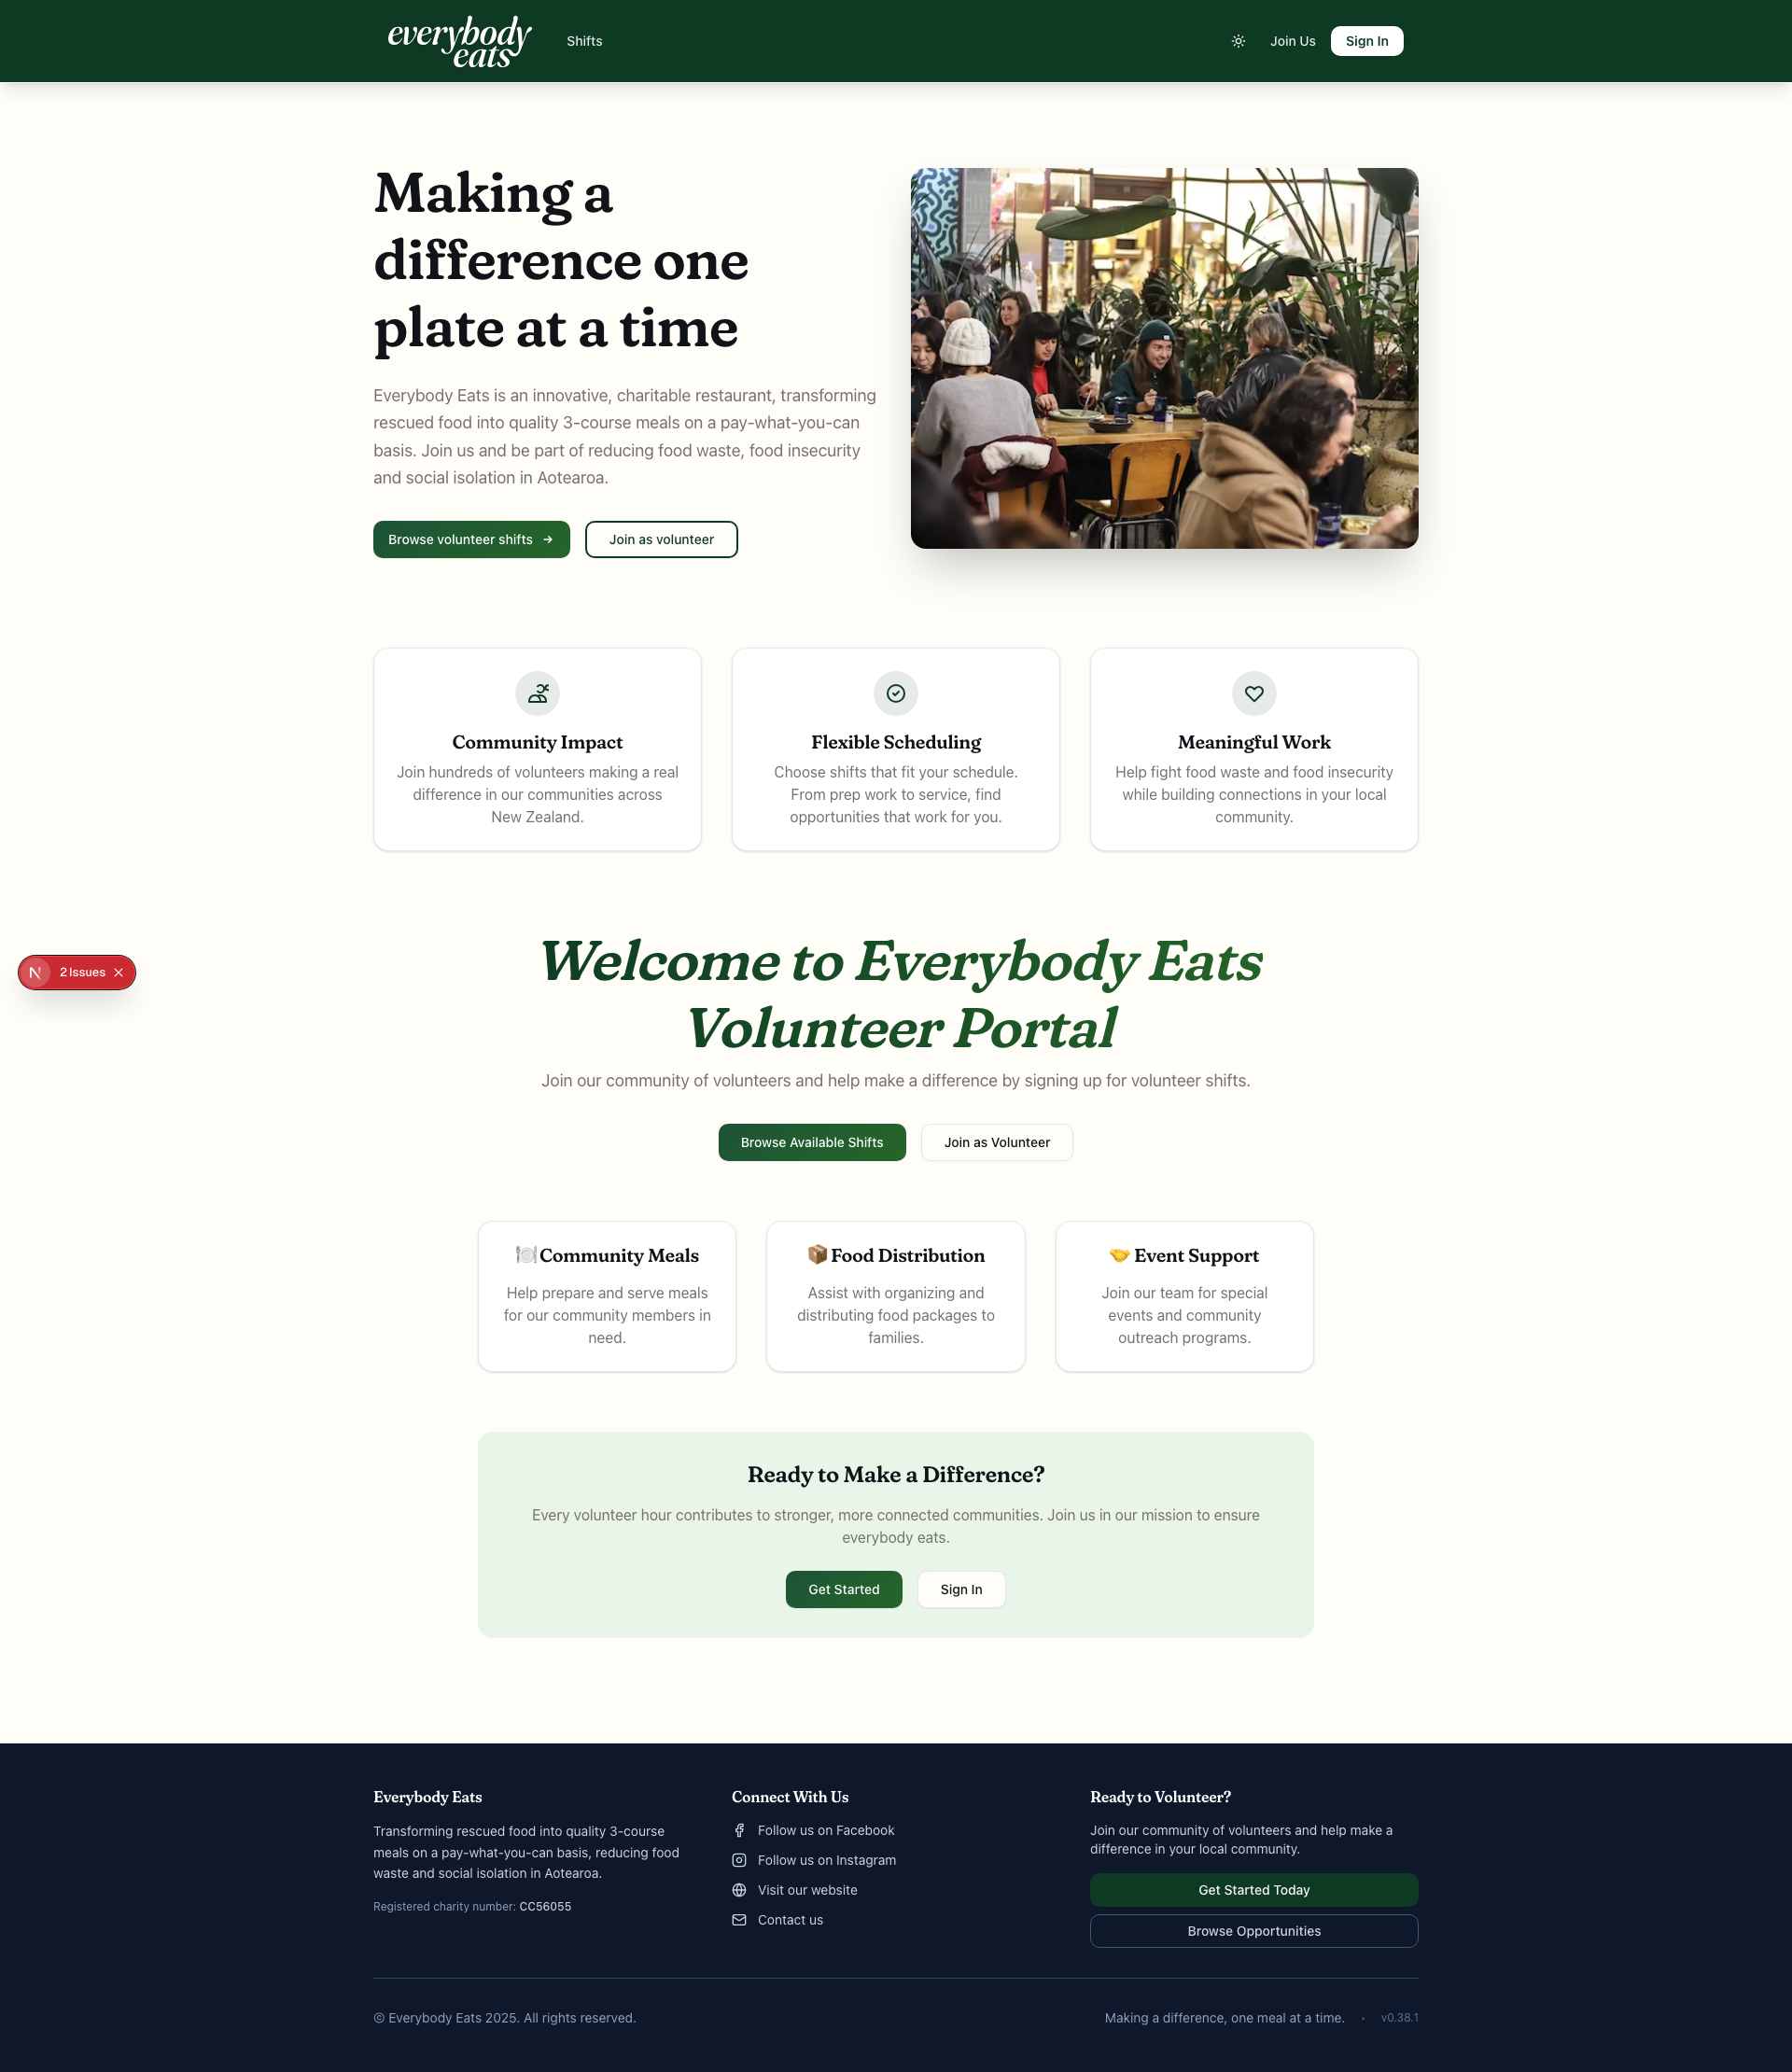 everybody
eats
Shifts
Join Us
Sign In
Making a
difference one
plate at a time
Everybody Eats is an innovative, charitable restaurant, transforming
rescued food into quality 3-course meals on a pay-what-you-can
basis. Join us and be part of reducing food waste, food insecurity
and social isolation in Aotearoa.
Browse volunteer shifts →
Join as volunteer
Community Impact
Join hundreds of volunteers making a real
difference in our communities across
New Zealand.
Flexible Scheduling
Choose shifts that fit your schedule.
From prep work to service, find
opportunities that work for you.
Meaningful Work
Help fight food waste and food insecurity
while building connections in your local
community.
Welcome to Everybody Eats
Volunteer Portal
2 Issues
Join our community of volunteers and help make a difference by signing up for volunteer shifts.
Browse Available Shifts
Join as Volunteer
🍽️ Community Meals
Help prepare and serve meals
for our community members in
need.
📦 Food Distribution
Assist with organizing and
distributing food packages to
families.
🤝 Event Support
Join our team for special
events and community
outreach programs.
Ready to Make a Difference?
Every volunteer hour contributes to stronger, more connected communities. Join us in our mission to ensure
everybody eats.
Get Started
Sign In
Everybody Eats
Transforming rescued food into quality 3-course
meals on a pay-what-you-can basis, reducing food
waste and social isolation in Aotearoa.
Registered charity number: CC56055
Connect With Us
Follow us on Facebook
Follow us on Instagram
Visit our website
Contact us
Ready to Volunteer?
Join our community of volunteers and help make a
difference in your local community.
Get Started Today
Browse Opportunities
© Everybody Eats 2025. All rights reserved.
Making a difference, one meal at a time. • v0.38.1